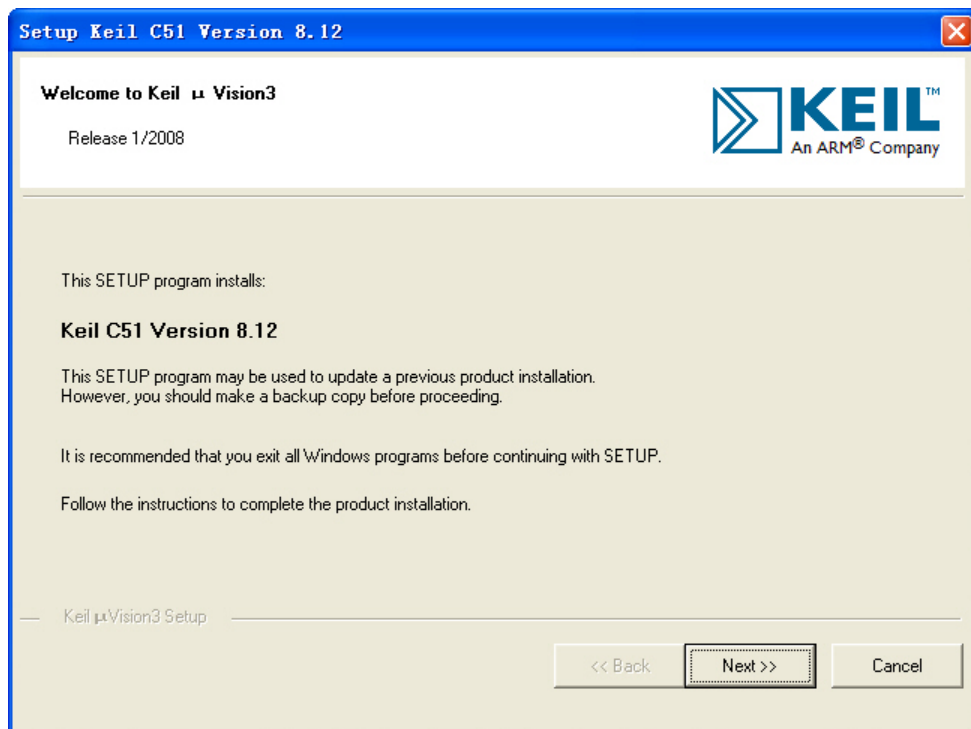 Setup Keil C51 Version 8.12
Welcome to Keil μ Vision3
Release 1/2008
KEIL™
An ARM® Company
This SETUP program installs:
Keil C51 Version 8.12
This SETUP program may be used to update a previous product installation.
However, you should make a backup copy before proceeding.
It is recommended that you exit all Windows programs before continuing with SETUP.
Follow the instructions to complete the product installation.
Keil μVision3 Setup
<< Back
Next >>
Cancel